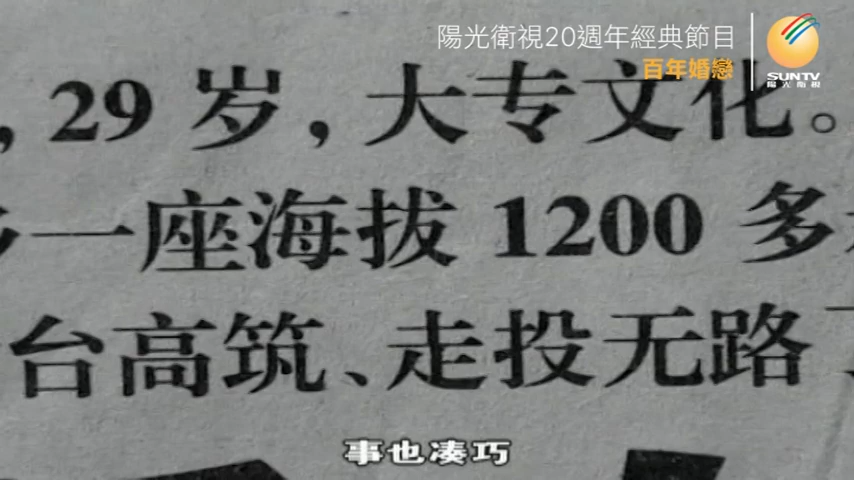 陽光衛視20週年經典節目
百年婚戀
SUNTV
陽光衛視
，29 岁，大专文化。
一座海拔 1200 多
台高筑、走投无路
事也凑巧